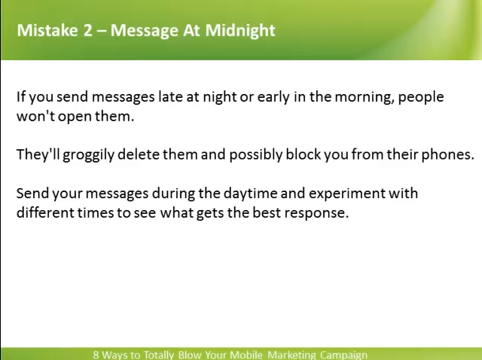 Mistake 2 – Message At Midnight
If you send messages late at night or early in the morning, people
won't open them.
They'll groggily delete them and possibly block you from their phones.
Send your messages during the daytime and experiment with
different times to see what gets the best response.
8 Ways to Totally Blow Your Mobile Marketing Campaign